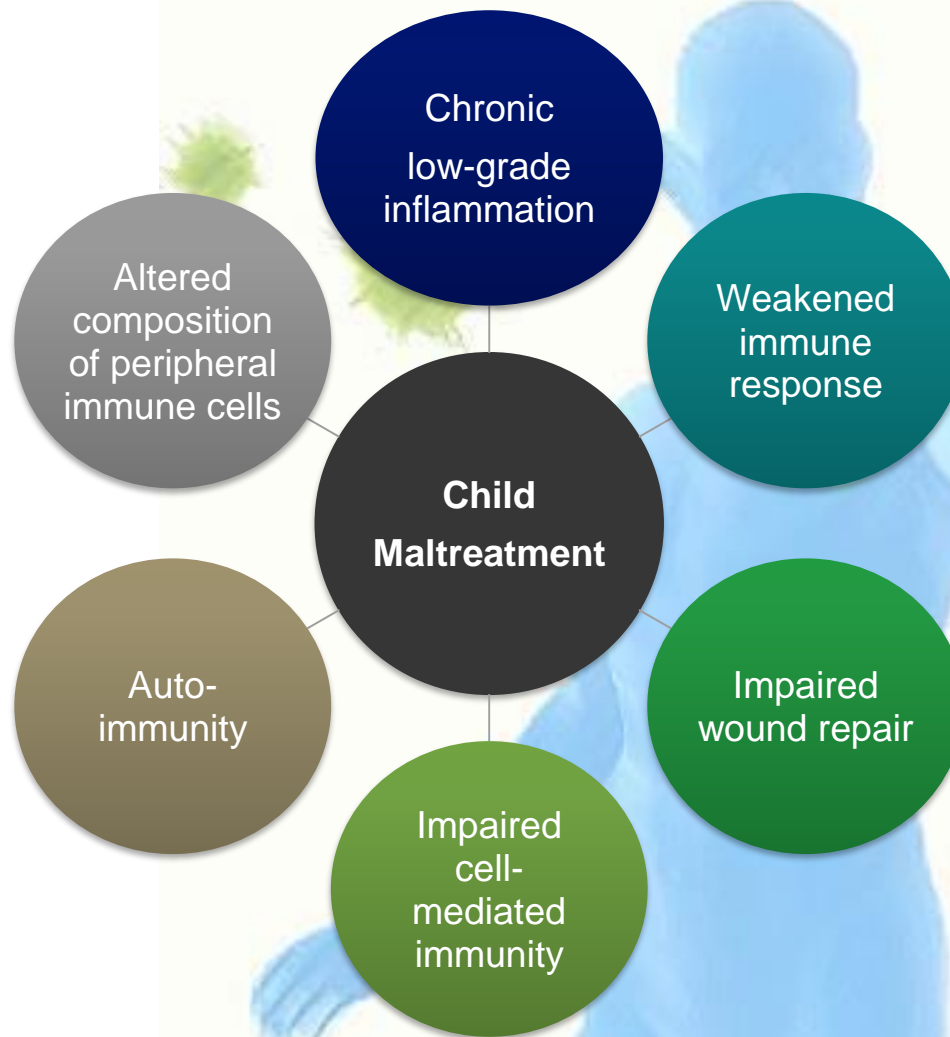 Chronic
low-grade
inflammation
Weakened
immune
response
Impaired
wound repair
Impaired
cell-
mediated
immunity
Auto-
immunity
Altered
composition
of peripheral
immune cells
Child
Maltreatment